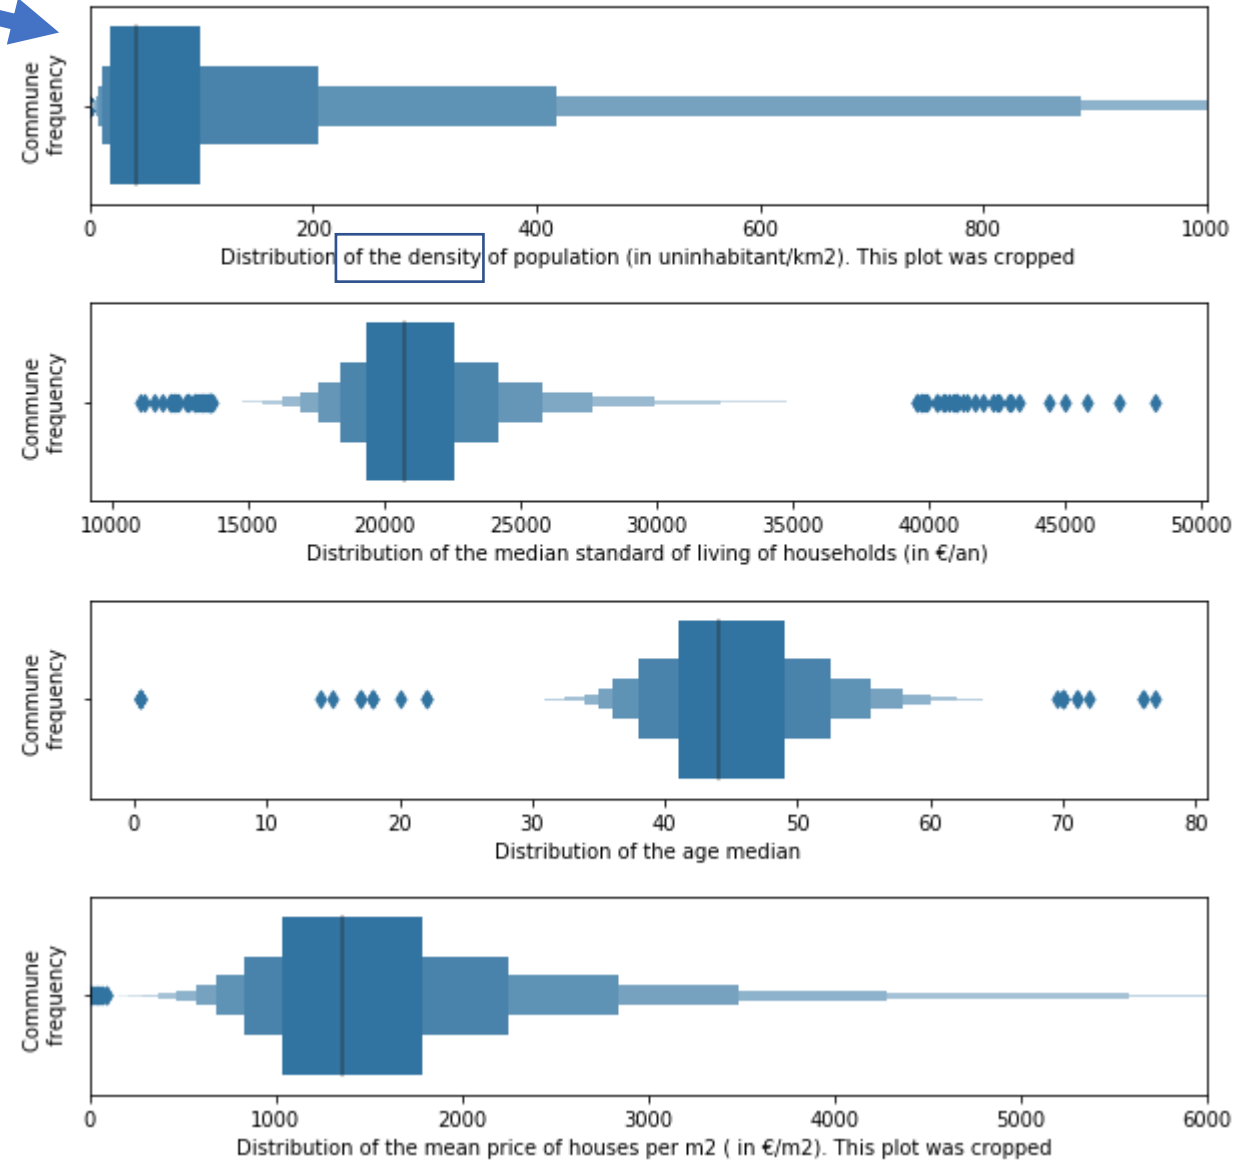 Commune
frequency
0 200 400 600 800 1000
Distribution of the density of population (in uninhabitant/km2). This plot was cropped
Commune
frequency
10000 15000 20000 25000 30000 35000 40000 45000 50000
Distribution of the median standard of living of households (in €/an)
Commune
frequency
0 10 20 30 40 50 60 70 80
Distribution of the age median
Commune
frequency
0 1000 2000 3000 4000 5000 6000
Distribution of the mean price of houses per m2 ( in €/m2). This plot was cropped